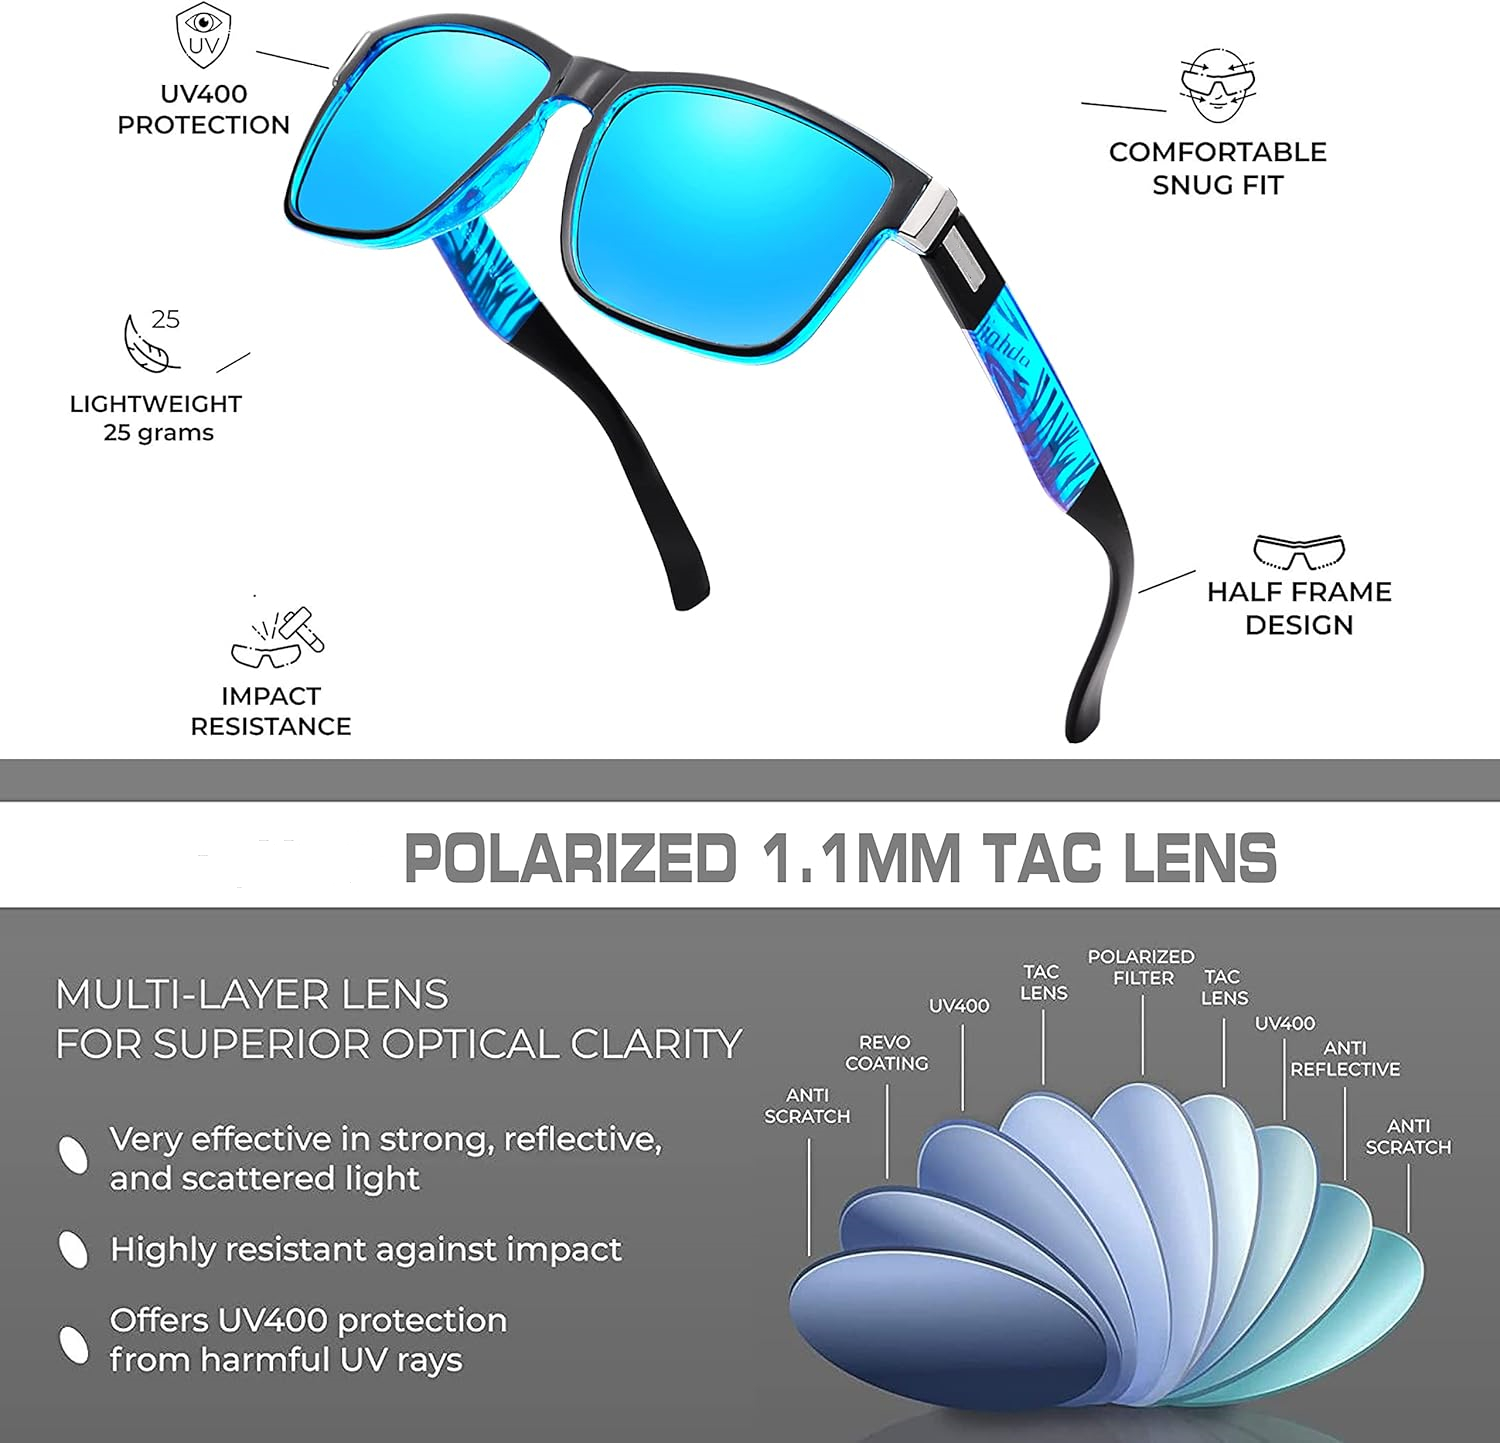 UV
UV400
PROTECTION
COMFORTABLE
SNUG FIT
25
LIGHTWEIGHT
25 grams
HALF FRAME
DESIGN
IMPACT
RESISTANCE
POLARIZED 1.1MM TAC LENS
MULTI-LAYER LENS
FOR SUPERIOR OPTICAL CLARITY
Very effective in strong, reflective,
and scattered light
Highly resistant against impact
Offers UV400 protection
from harmful UV rays
ANTI
SCRATCH
REVO
COATING
UV400
TAC
LENS
POLARIZED
FILTER
TAC
LENS
UV400
ANTI
REFLECTIVE
ANTI
SCRATCH